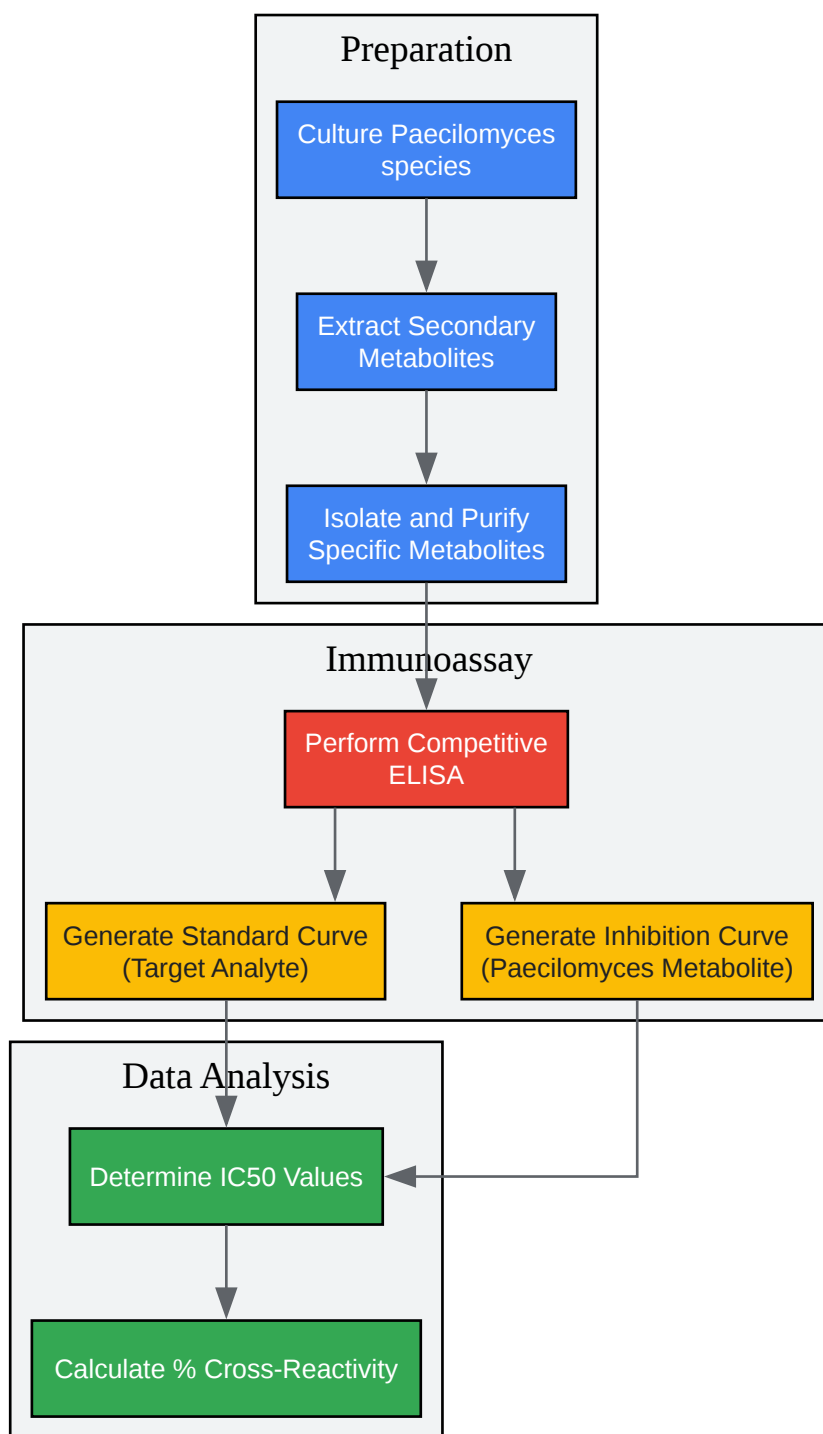 Preparation
Culture Paecilomyces
species
Extract Secondary
Metabolites
Isolate and Purify
Specific Metabolites
Immunoassay
Perform Competitive
ELISA
Generate Standard Curve
(Target Analyte)
Generate Inhibition Curve
(Paecilomyces Metabolite)
Data Analysis
Determine IC50 Values
Calculate % Cross-Reactivity